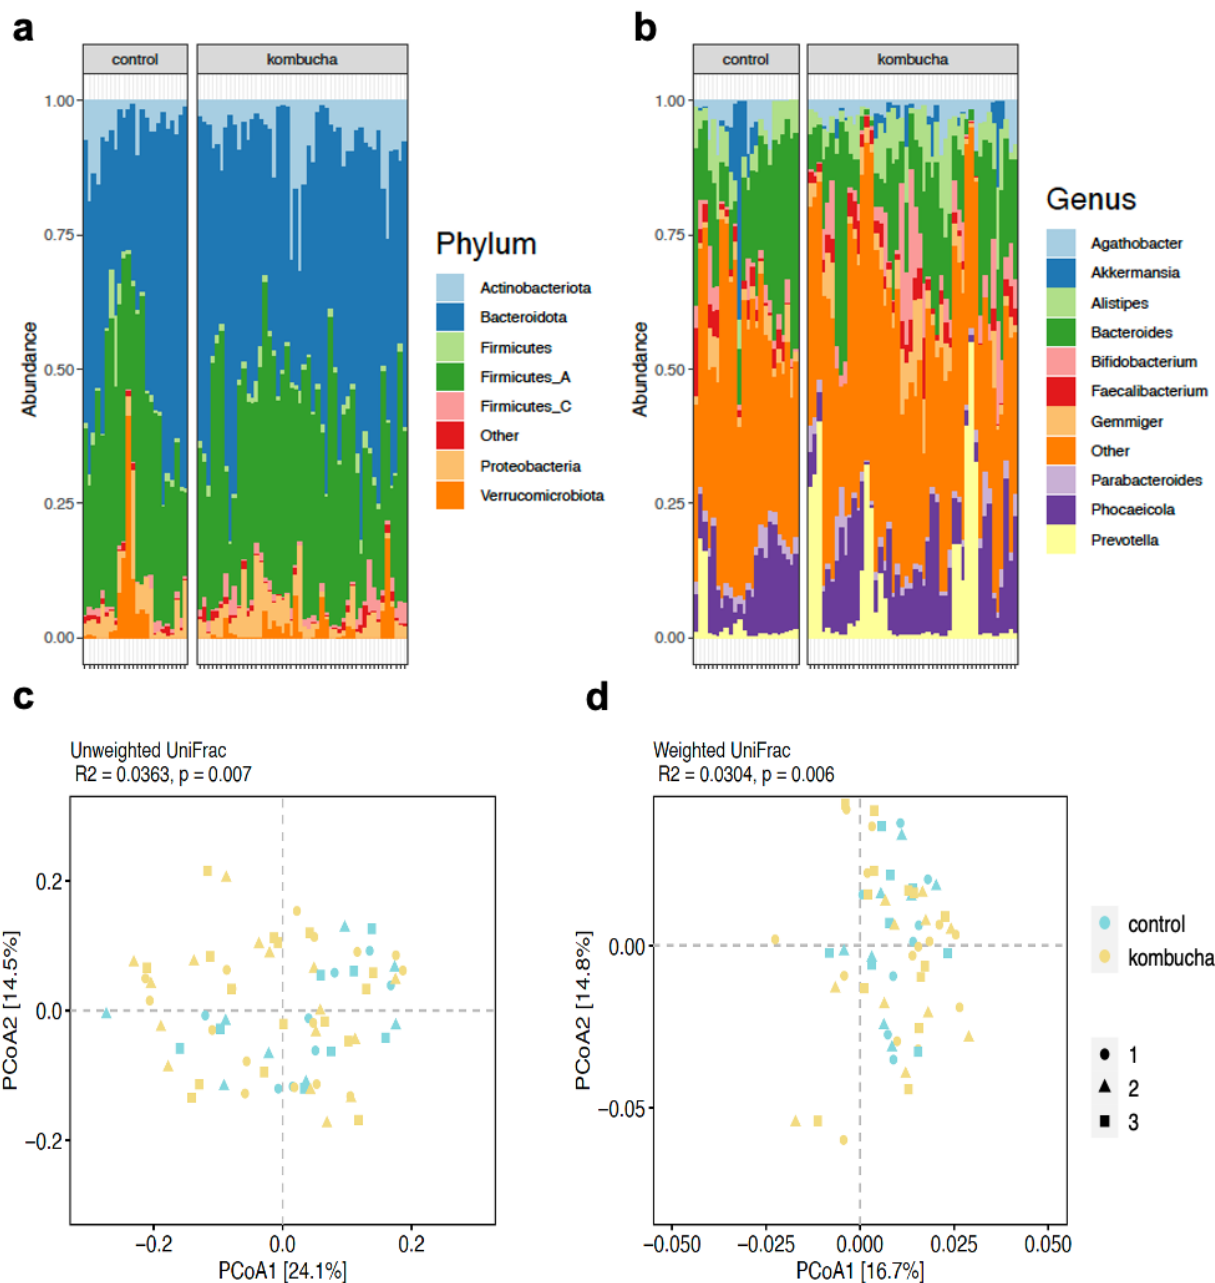 a
control
kombucha
1.00
0.75
0.50
0.25
0.00
Abundance
Phylum
Actinobacteriota
Bacteroidota
Firmicutes
Firmicutes_A
Firmicutes_C
Other
Proteobacteria
Verrucomicrobiota
b
control
kombucha
1.00
0.75
0.50
0.25
0.00
Abundance
Genus
Agathobacter
Akkermansia
Alistipes
Bacteroides
Bifidobacterium
Faecalibacterium
Gemmiger
Other
Parabacteroides
Phocaeicola
Prevotella
c
Unweighted UniFrac
R2 = 0.0363, p = 0.007
0.2
0.0
−0.2
PCoA2 [14.5%]
−0.2
0.0
0.2
PCoA1 [24.1%]
d
Weighted UniFrac
R2 = 0.0304, p = 0.006
0.00
−0.05
PCoA2 [14.8%]
−0.050
−0.025
0.000
0.025
0.050
PCoA1 [16.7%]
control
kombucha
1
2
3